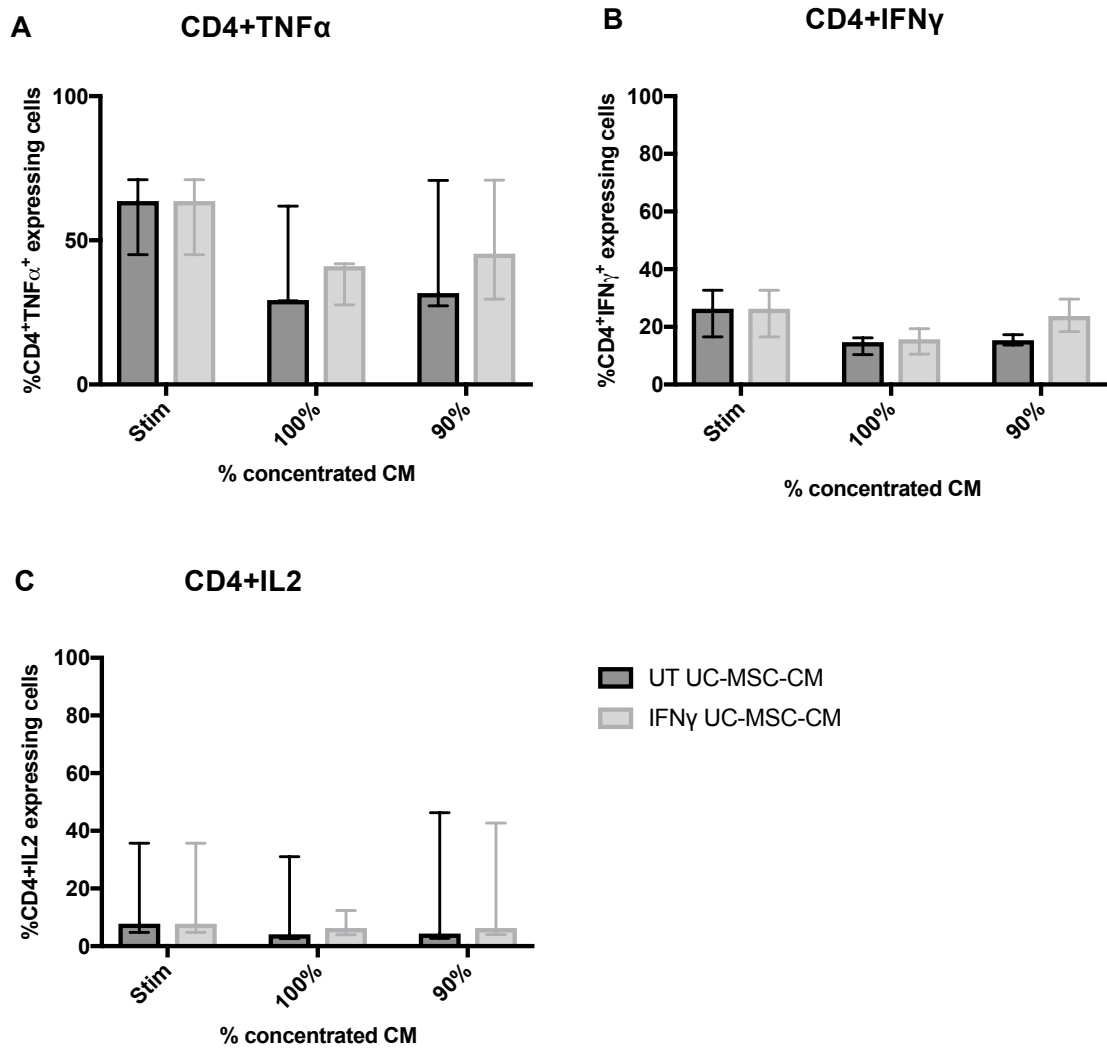 A
CD4+TNFα
%CD4⁺TNFα⁺ expressing cells
100
50
0
Stim
100%
90%
% concentrated CM
B
CD4+IFNγ
%CD4⁺IFNγ⁺ expressing cells
100
80
60
40
20
0
Stim
100%
90%
% concentrated CM
C
CD4+IL2
%CD4+IL2 expressing cells
100
80
60
40
20
0
Stim
100%
90%
% concentrated CM
UT UC-MSC-CM
IFNγ UC-MSC-CM